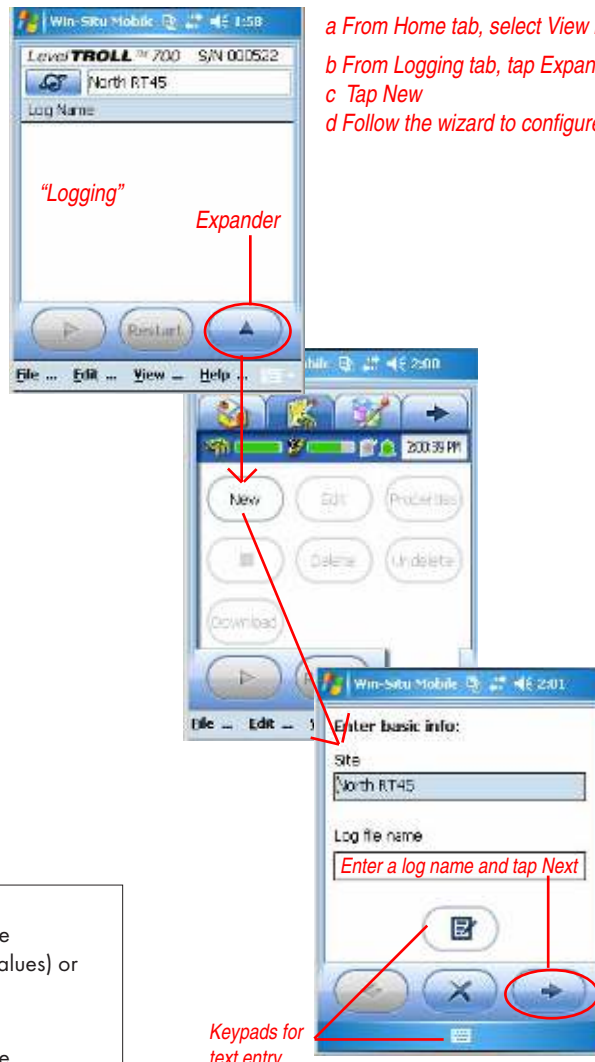 Win-Situ Mobile 1:58
Level TROLL ™ 700 S/N 000522
North RT45
Log Name
"Logging"
Expander
Restart
File ... Edit ... View ... Help ...
a From Home tab, select View
b From Logging tab, tap Expan
c Tap New
d Follow the wizard to configure
2:00
2:00:39 PM
New Edit Properties
Delete Undelete
Download
File ... Edit ...
Win-Situ Mobile 2:01
Enter basic info:
Site
North RT45
Log file name
Enter a log name and tap Next
Keypads for
text entry
e
alues) or
e